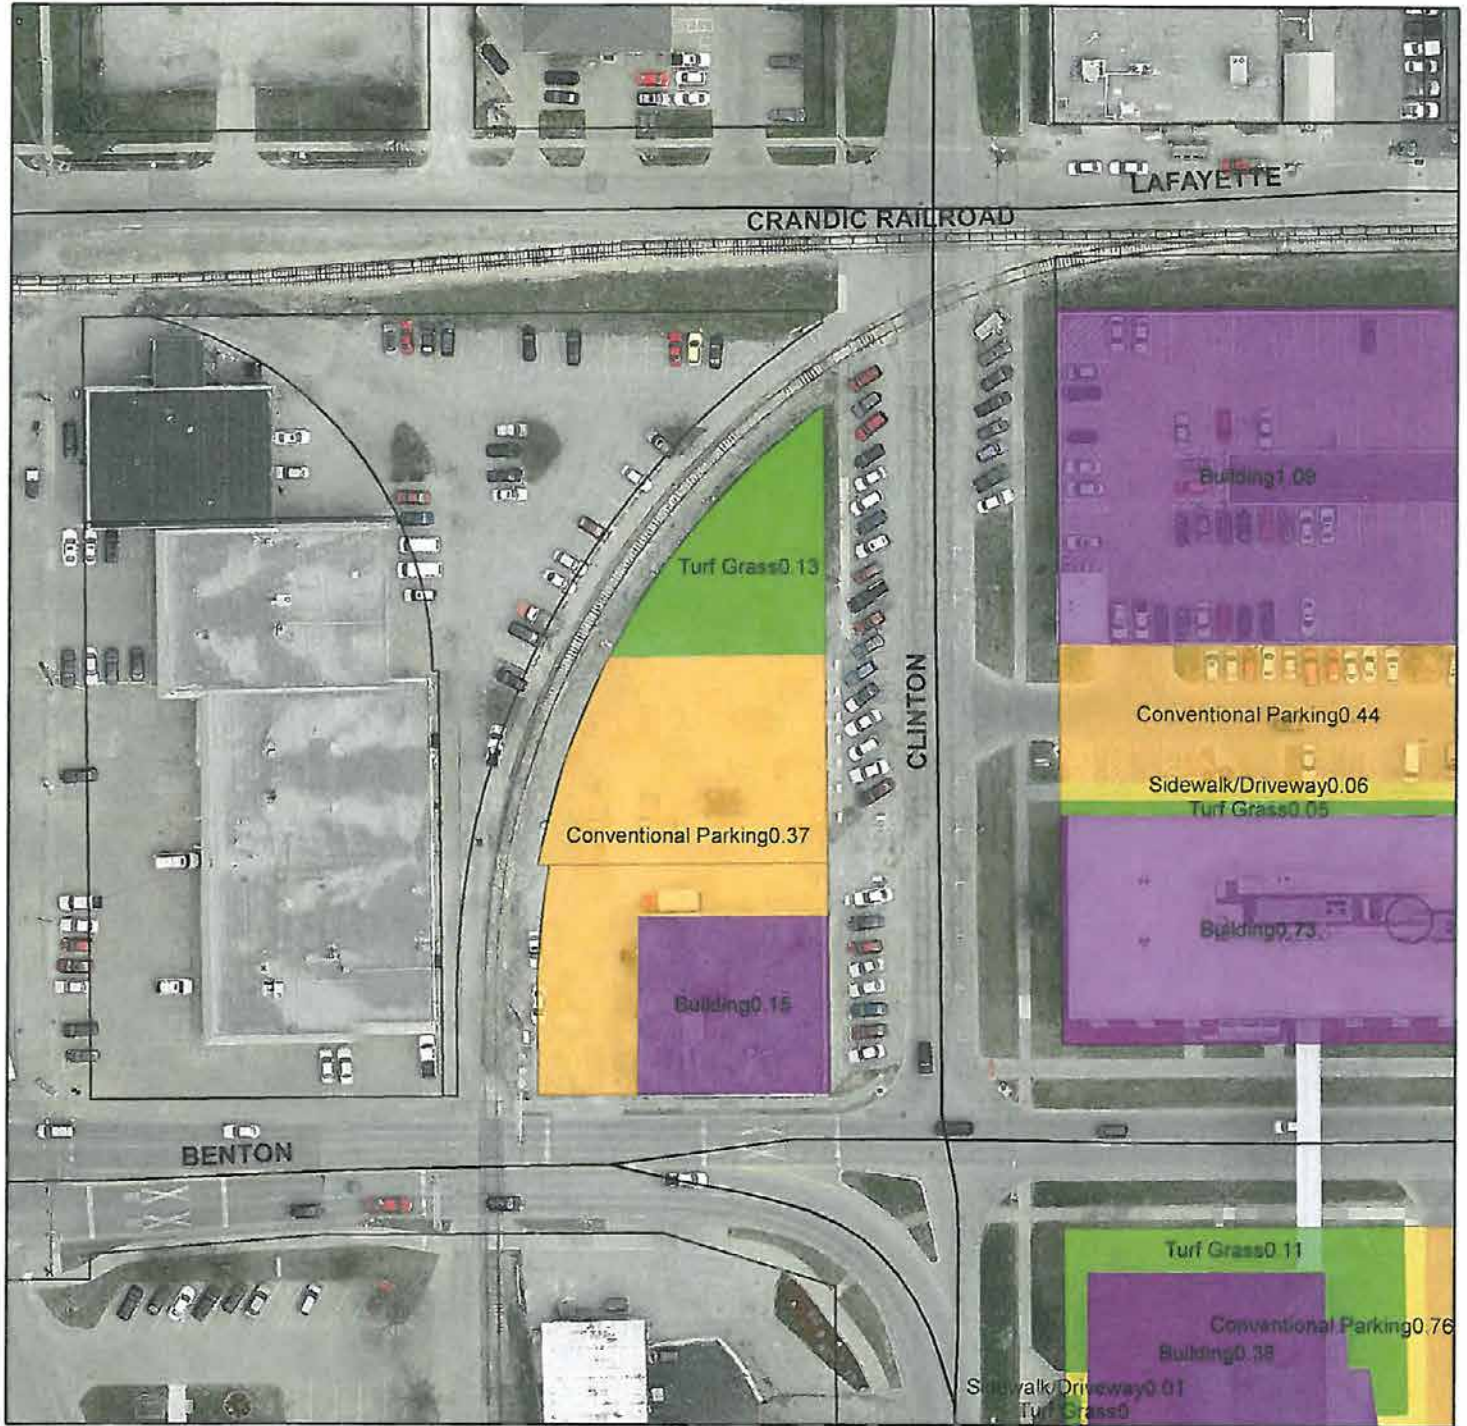 LAFAYETTE
CRANDIC RAILROAD
Building1.09
Turf Grass0.13
CLINTON
Conventional Parking0.44
Sidewalk/Driveway0.06
Turf Grass0.05
Conventional Parking0.37
Building0.73
Building0.15
BENTON
Turf Grass0.11
Conventional Parking0.76
Building0.38
Sidewalk/Driveway0.01
Turf Grass0